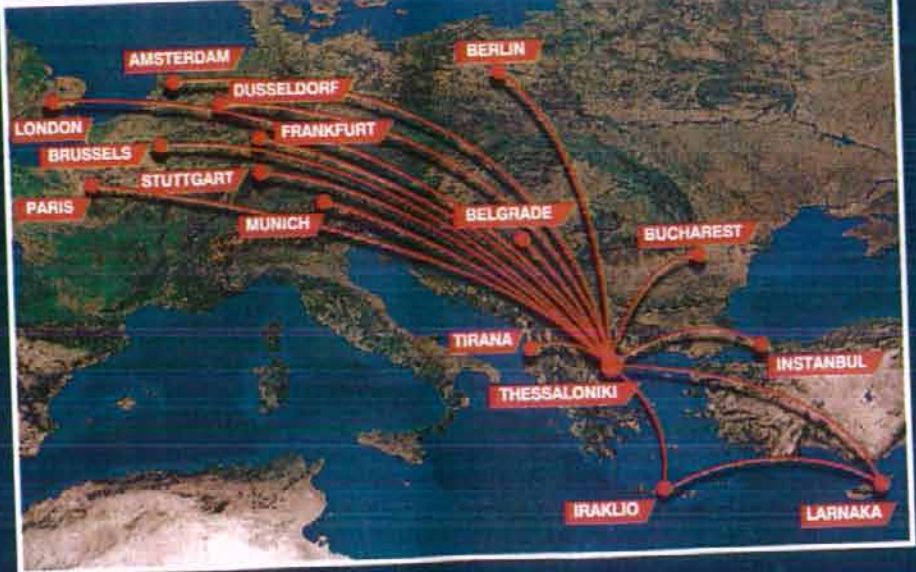 AMSTERDAM
BERLIN
DUSSELDORF
LONDON
FRANKFURT
BRUSSELS
STUTTGART
PARIS
MUNICH
BELGRADE
BUCHAREST
TIRANA
INSTANBUL
THESSALONIKI
IRAKLIO
LARNAKA